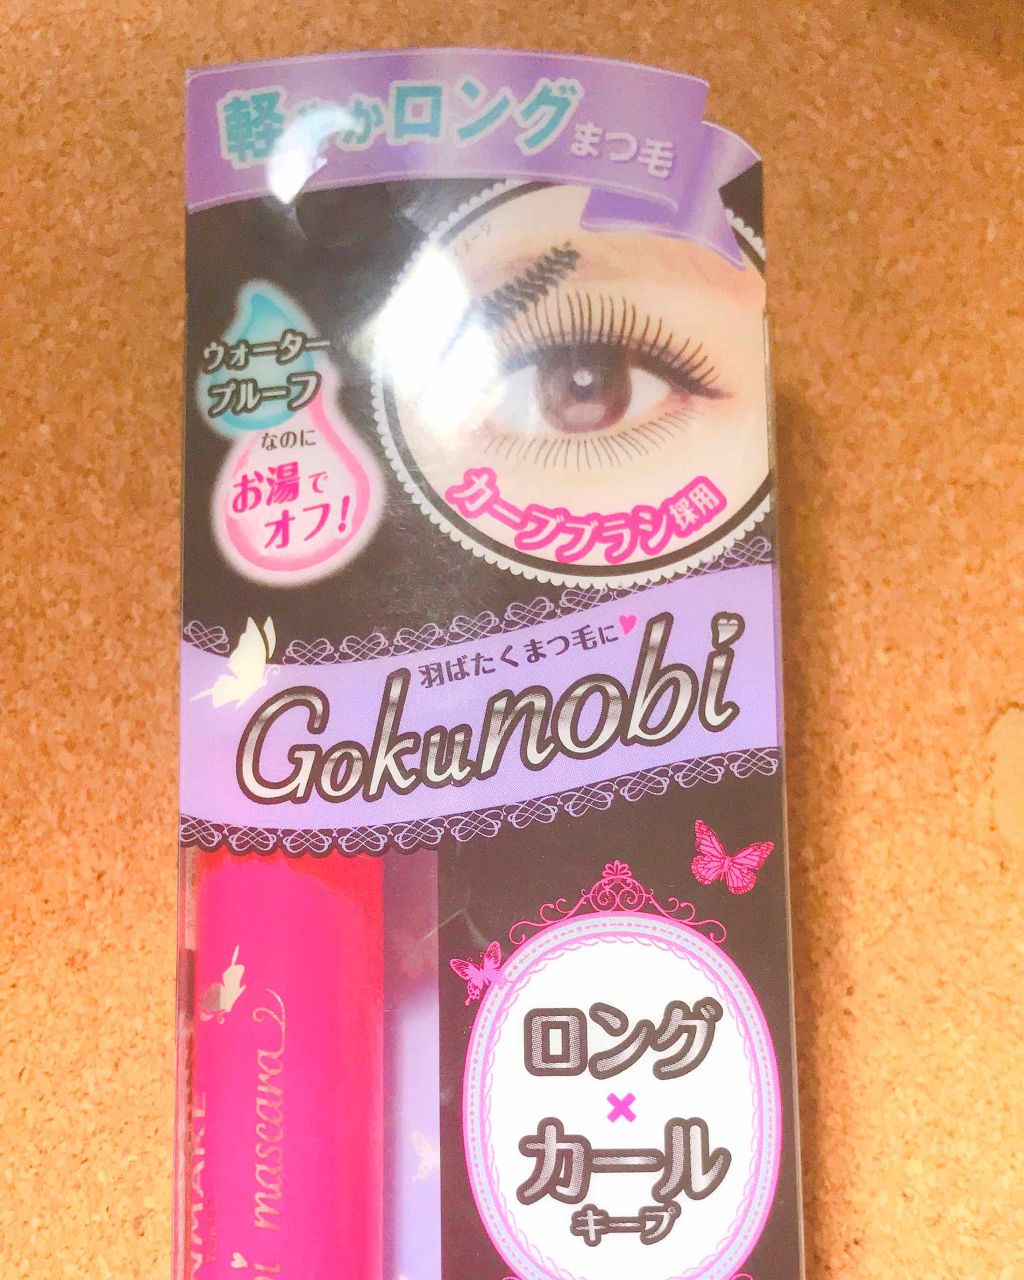 軽やかロング
まつ毛
ウォーター
プルーフ
なのに
お湯で
オフ!
カーブブラシ採用
羽ばたくまつ毛に♥
Gokunobi
ロング
×
カール
キープ
mascara